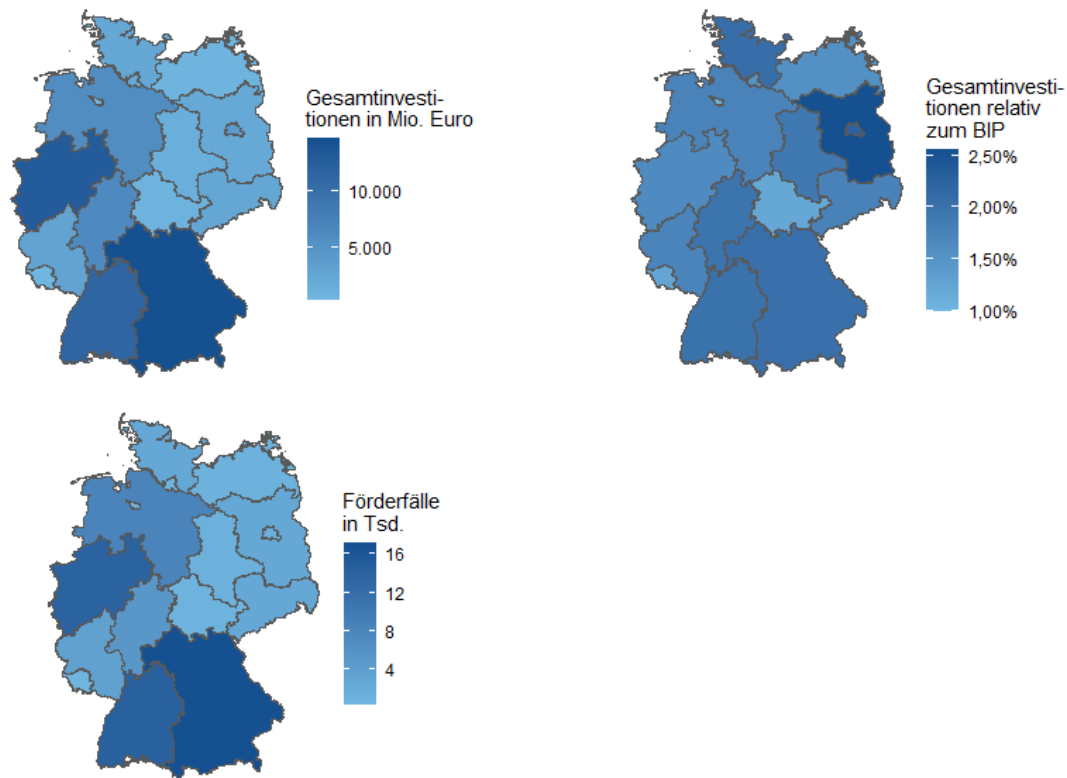 Gesamtinvesti-
tionen in Mio. Euro
10.000
5.000
Gesamtinvesti-
tionen relativ
zum BIP
2,50%
2,00%
1,50%
1,00%
Förderfälle
in Tsd.
16
12
8
4